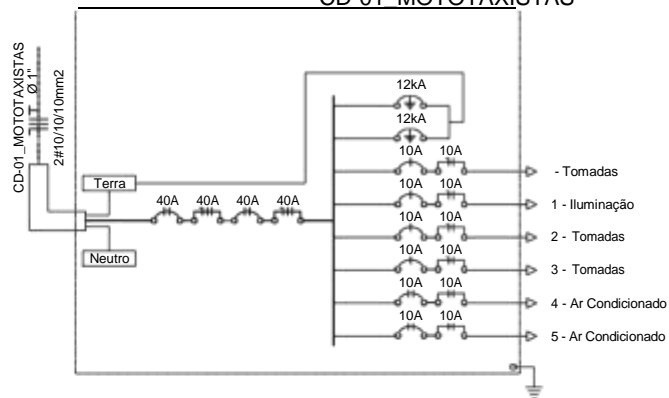 CD-01_MOTOTAXISTAS
CD-01_MOTOTAXISTAS
Ø 1"
2#10/10/10mm2
Terra
Neutro
40A 40A 40A 40A
12kA
12kA
10A 10A
- Tomadas
10A 10A
1 - Iluminação
10A 10A
2 - Tomadas
10A 10A
3 - Tomadas
10A 10A
4 - Ar Condicionado
10A 10A
5 - Ar Condicionado